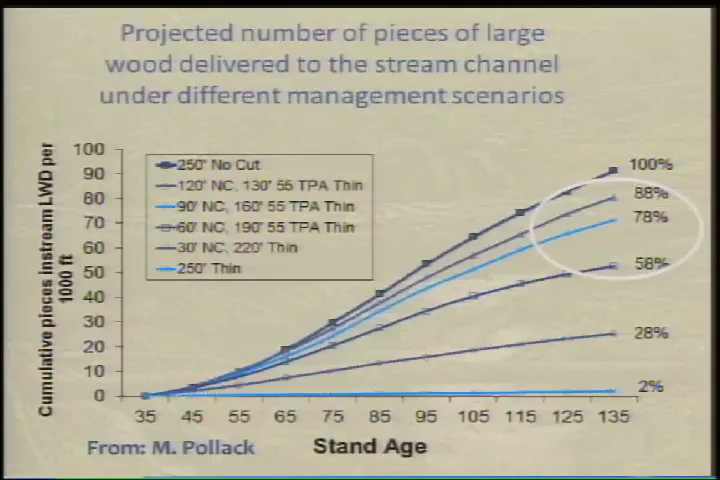 Projected number of pieces of large
wood delivered to the stream channel
under different management scenarios
Cumulative pieces instream LWD per
1000 ft
100
90
80
70
60
50
40
30
20
10
0
250' No Cut
120' NC, 130' 55 TPA Thin
90' NC, 160' 55 TPA Thin
60' NC, 190' 55 TPA Thin
30' NC, 220' Thin
250' Thin
100%
88%
78%
58%
28%
2%
35 45 55 65 75 85 95 105 115 125 135
From: M. Pollack
Stand Age